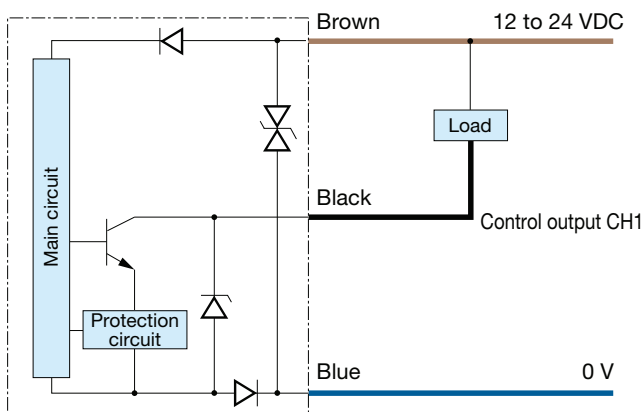 Brown 12 to 24 VDC
Load
Main circuit
Black
Control output CH1
Protection
circuit
Blue 0 V